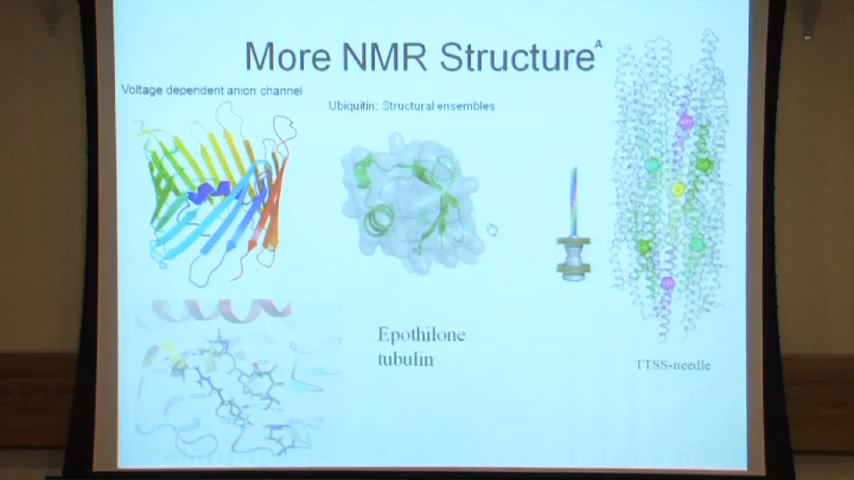 More NMR Structure
A
Voltage dependent anion channel
Ubiquitin: Structural ensembles
Epothilone
tubulin
TTSS-needle